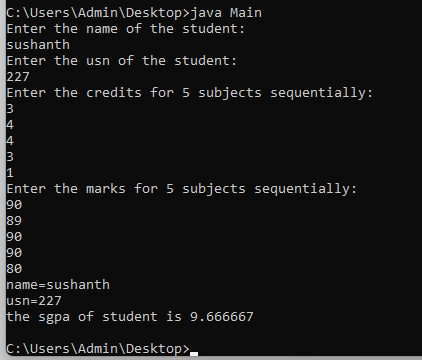 C:\Users\Admin\Desktop>java Main
Enter the name of the student:
sushanth
Enter the usn of the student:
227
Enter the credits for 5 subjects sequentially:
3
4
4
3
1
Enter the marks for 5 subjects sequentially:
90
89
90
90
80
name=sushanth
usn=227
the sgpa of student is 9.666667
C:\Users\Admin\Desktop>